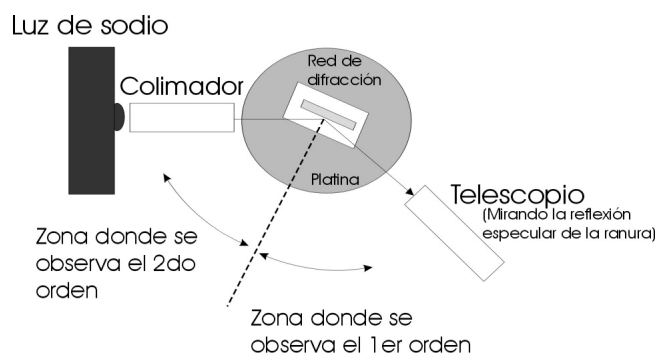 Luz de sodio
Colimador
Red de
difracción
Platina
Telescopio
(Mirando la reflexión
especular de la ranura)
Zona donde se
observa el 2do
orden
Zona donde se
observa el 1er orden